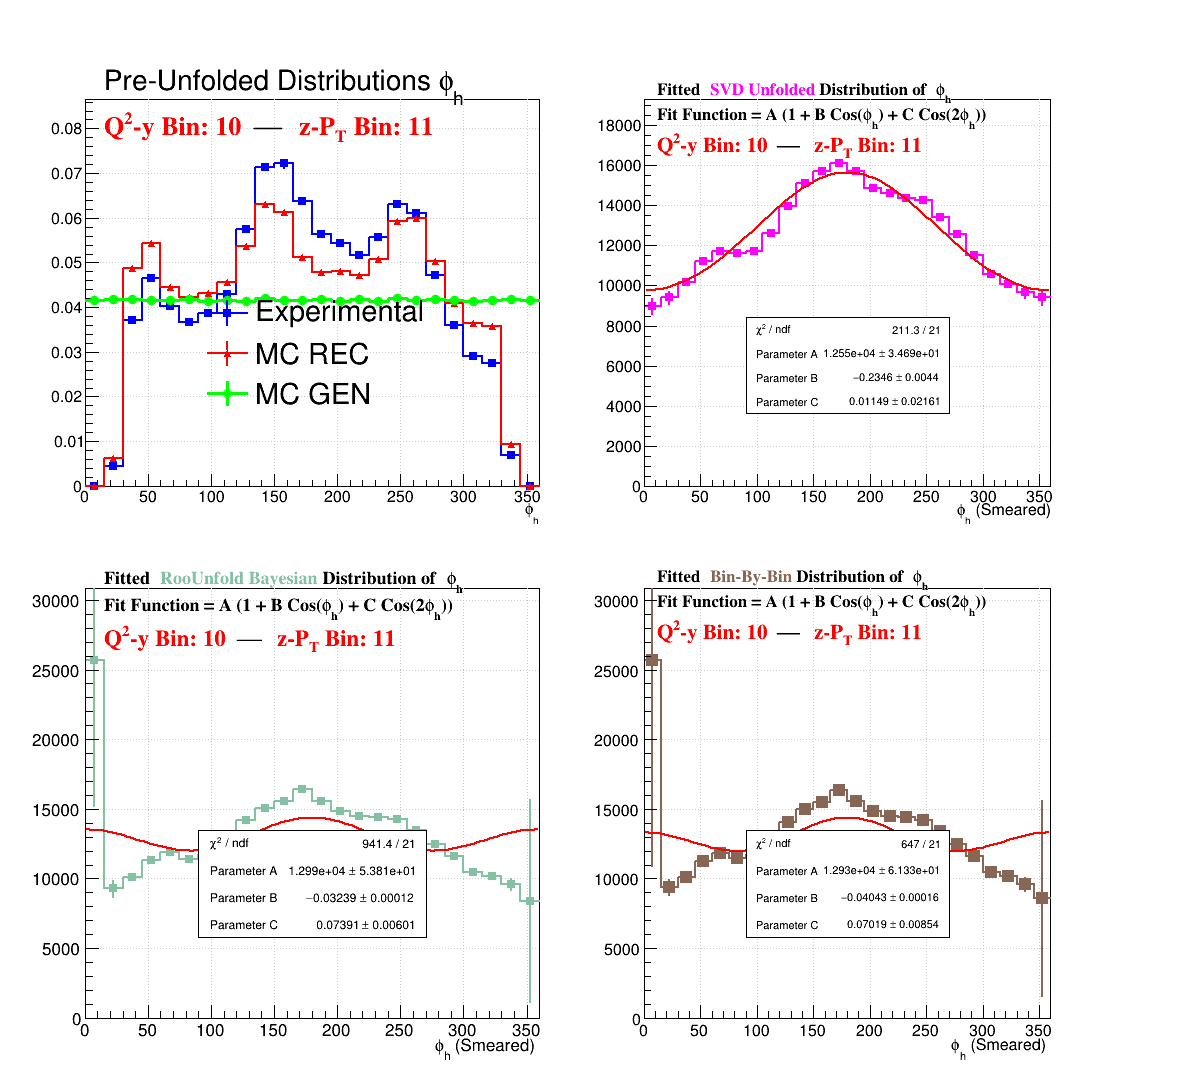 Pre-Unfolded Distributions ϕh
Q2-y Bin: 10 — z-PT Bin: 11
0.08
0.07
0.06
0.05
0.04
0.03
0.02
0.01
0
Experimental
MC REC
MC GEN
50 100 150 200 250 300 350
ϕh
Fitted SVD Unfolded Distribution of ϕh
Fit Function = A (1 + B Cos(ϕh) + C Cos(2ϕh))
Q2-y Bin: 10 — z-PT Bin: 11
18000
16000
14000
12000
10000
8000
6000
4000
2000
0
χ2 / ndf 211.3 / 21
Parameter A 1.255e+04 ± 3.469e+01
Parameter B −0.2346 ± 0.0044
Parameter C 0.01149 ± 0.02161
0 50 100 150 200 250 300 350
ϕh (Smeared)
Fitted RooUnfold Bayesian Distribution of ϕh
Fit Function = A (1 + B Cos(ϕh) + C Cos(2ϕh))
Q2-y Bin: 10 — z-PT Bin: 11
30000
25000
20000
15000
10000
5000
0
χ2 / ndf 941.4 / 21
Parameter A 1.299e+04 ± 5.381e+01
Parameter B −0.03239 ± 0.00012
Parameter C 0.07391 ± 0.00601
0 50 100 150 200 250 300 350
ϕh (Smeared)
Fitted Bin-By-Bin Distribution of ϕh
Fit Function = A (1 + B Cos(ϕh) + C Cos(2ϕh))
Q2-y Bin: 10 — z-PT Bin: 11
30000
25000
20000
15000
10000
5000
0
χ2 / ndf 647 / 21
Parameter A 1.293e+04 ± 6.133e+01
Parameter B −0.04043 ± 0.00016
Parameter C 0.07019 ± 0.00854
0 50 100 150 200 250 300 350
ϕh (Smeared)